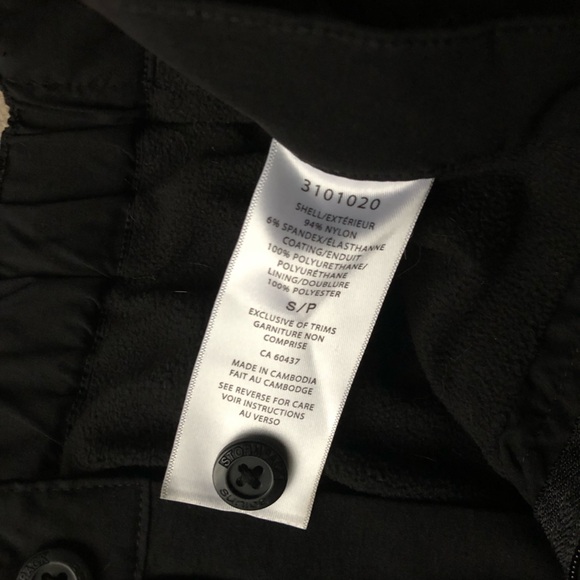 3101020
SHELL/EXTÉRIEUR
94% NYLON
6% SPANDEX/ÉLASTHANNE
COATING/ENDUIT
100% POLYURETHANE/
POLYURÉTHANE
LINING/DOUBLURE
100% POLYESTER
S/P
EXCLUSIVE OF TRIMS
GARNITURE NON
COMPRISE
CA 60437
MADE IN CAMBODIA
FAIT AU CAMBODGE
SEE REVERSE FOR CARE
VOIR INSTRUCTIONS
AU VERSO